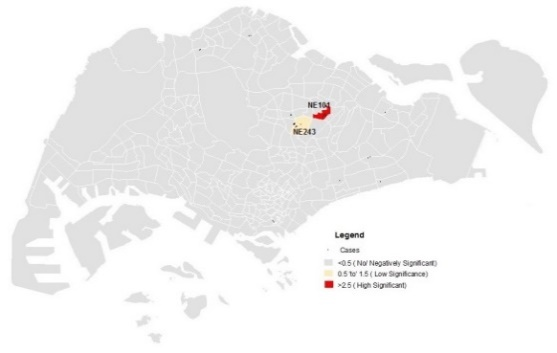 NE101
NE243
Legend
Cases
<0.5 ( No/ Negatively Significant)
0.5 'to' 1.5 ( Low Significance)
>2.5 ( High Significant)